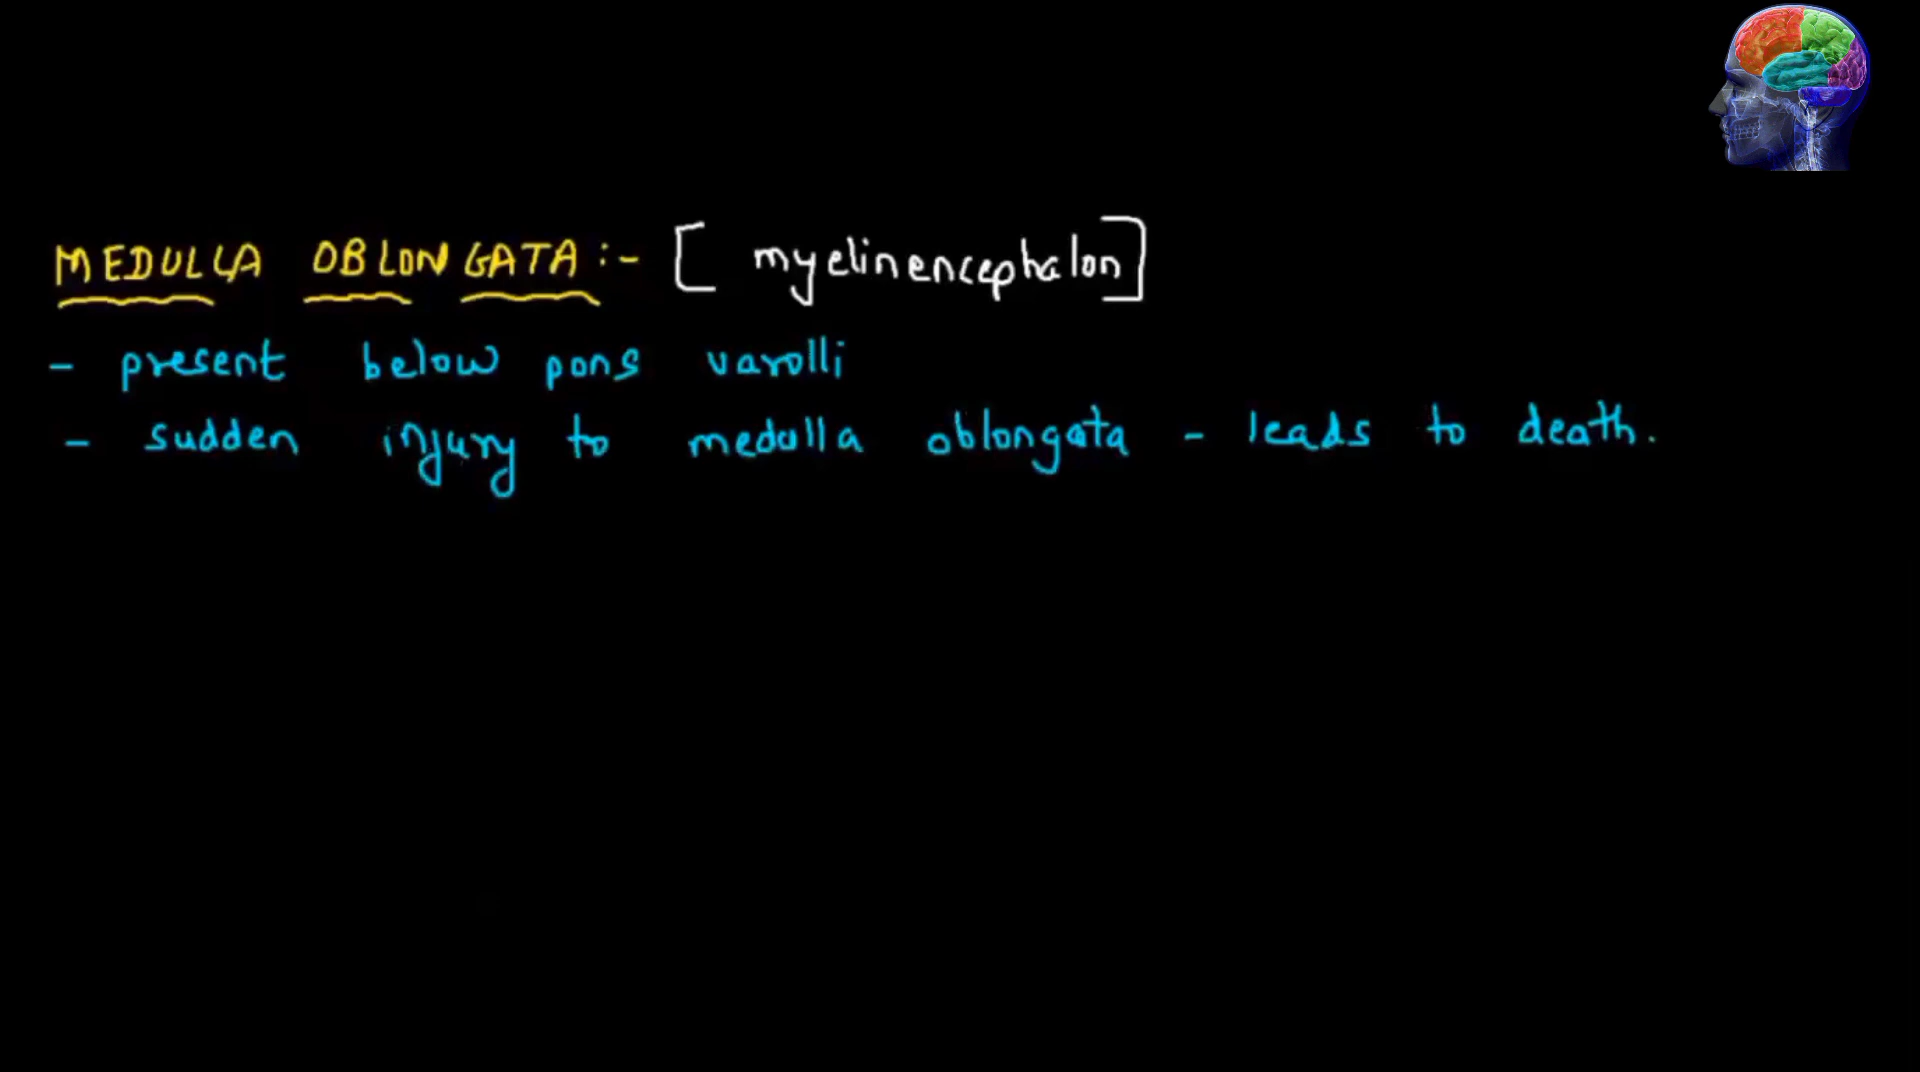 MEDULLA OBLONGATA :- [ myelinencephalon]
- present below pons varolli
- sudden injury to medulla oblongata - leads to death.